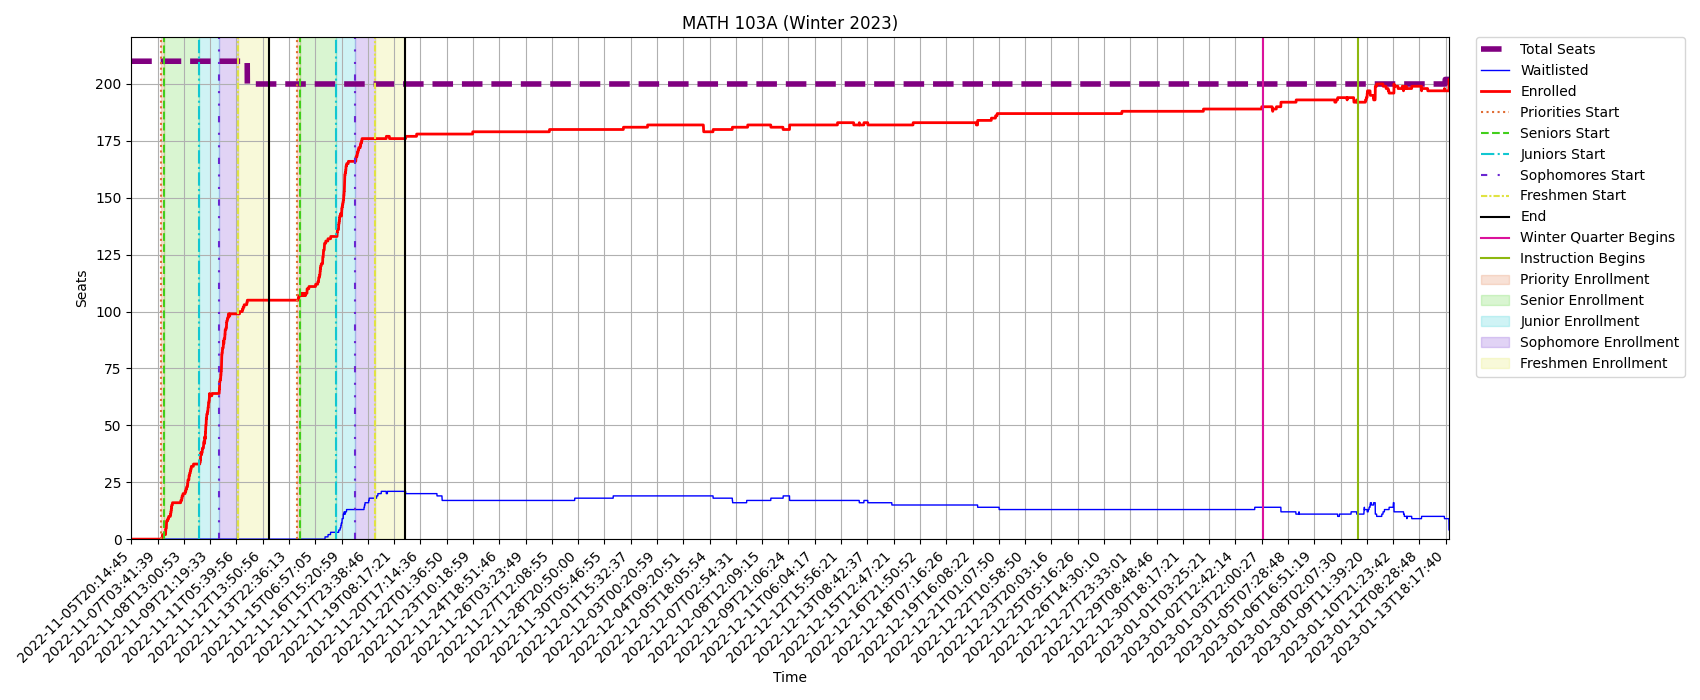 MATH 103A (Winter 2023)
Seats
200
175
150
125
100
75
50
25
0
2022-11-05T20:14:45
2022-11-07T03:41:39
2022-11-08T13:00:53
2022-11-09T21:19:33
2022-11-11T05:39:56
2022-11-12T13:50:56
2022-11-13T22:36:13
2022-11-15T06:57:05
2022-11-16T15:20:59
2022-11-17T23:38:46
2022-11-19T08:17:21
2022-11-20T17:14:36
2022-11-22T01:36:50
2022-11-23T10:18:59
2022-11-24T18:51:46
2022-11-26T03:23:49
2022-11-27T12:08:55
2022-11-28T20:50:00
2022-11-30T05:46:55
2022-12-01T15:32:37
2022-12-03T00:20:59
2022-12-04T09:20:51
2022-12-05T18:05:54
2022-12-07T02:54:31
2022-12-08T12:09:15
2022-12-09T21:06:24
2022-12-11T06:04:17
2022-12-12T15:56:21
2022-12-13T08:42:37
2022-12-15T12:47:21
2022-12-16T21:50:52
2022-12-18T07:16:26
2022-12-19T16:08:22
2022-12-21T01:07:50
2022-12-22T10:58:50
2022-12-23T20:03:16
2022-12-25T05:16:26
2022-12-26T14:30:10
2022-12-27T23:33:01
2022-12-29T08:48:46
2022-12-30T18:17:21
2023-01-01T03:25:21
2023-01-02T12:42:14
2023-01-03T22:00:27
2023-01-05T07:28:48
2023-01-06T16:51:19
2023-01-08T02:07:30
2023-01-09T11:39:20
2023-01-10T21:23:42
2023-01-12T08:28:48
2023-01-13T18:17:40
Time
Total Seats
Waitlisted
Enrolled
Priorities Start
Seniors Start
Juniors Start
Sophomores Start
Freshmen Start
End
Winter Quarter Begins
Instruction Begins
Priority Enrollment
Senior Enrollment
Junior Enrollment
Sophomore Enrollment
Freshmen Enrollment